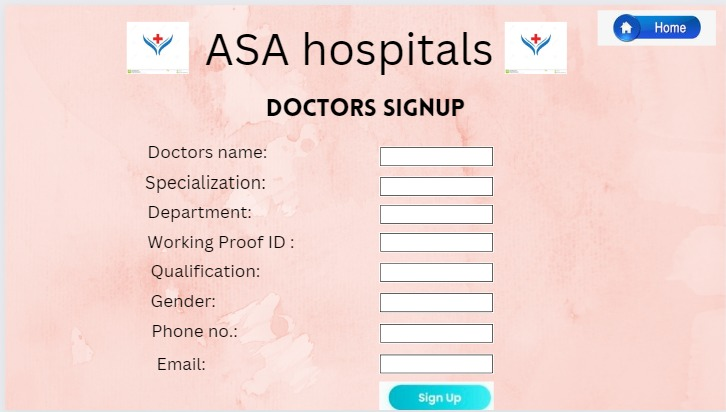 ASA hospitals
Home
DOCTORS SIGNUP
Doctors name:
Specialization:
Department:
Working Proof ID :
Qualification:
Gender:
Phone no.:
Email:
Sign Up